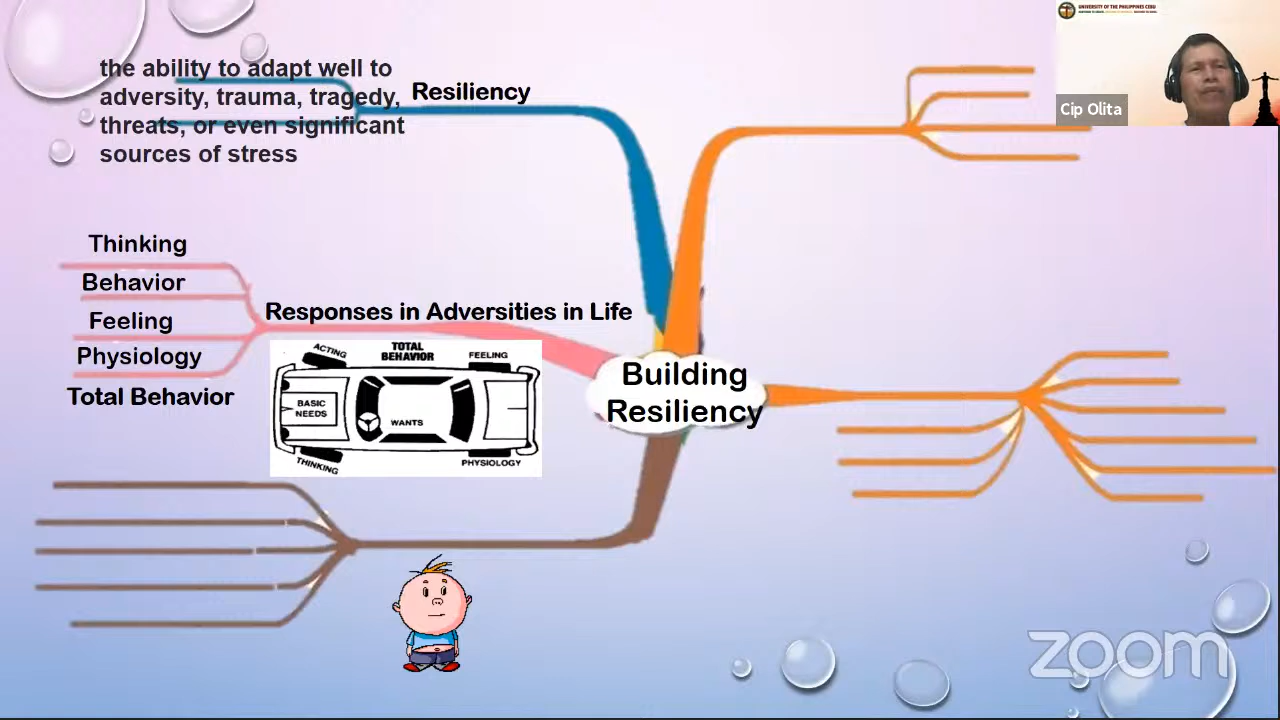 the ability to adapt well to
adversity, trauma, tragedy,
threats, or even significant
sources of stress
Resiliency
UNIVERSITY OF THE PHILIPPINES CEBU
Cip Olita
Thinking
Behavior
Feeling
Physiology
Total Behavior
Responses in Adversities in Life
ACTING
TOTAL
BEHAVIOR
FEELING
BASIC
NEEDS
WANTS
THINKING
PHYSIOLOGY
Building
Resiliency
zoom